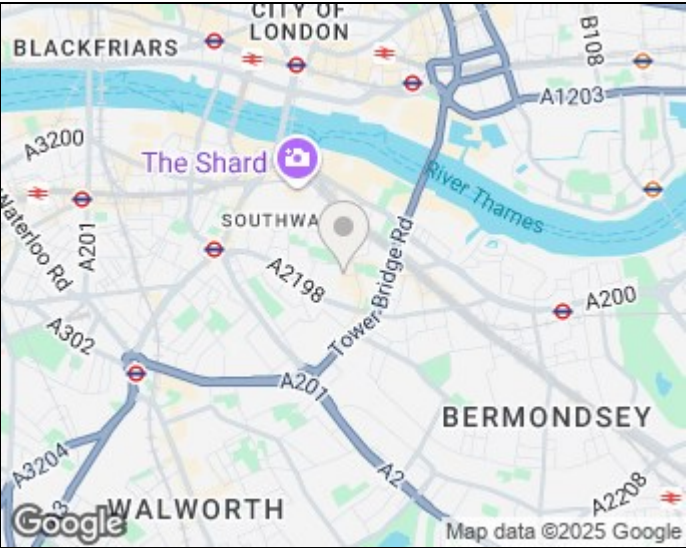 CITY OF
LONDON
BLACKFRIARS
B108
A1203
A3200
The Shard
River Thames
Waterloo Rd
A201
SOUTHWA
A2198
Tower Bridge Rd
A200
A302
A201
BERMONDSEY
A3204
A2
A2208
WALWORTH
Google
Map data ©2025 Google